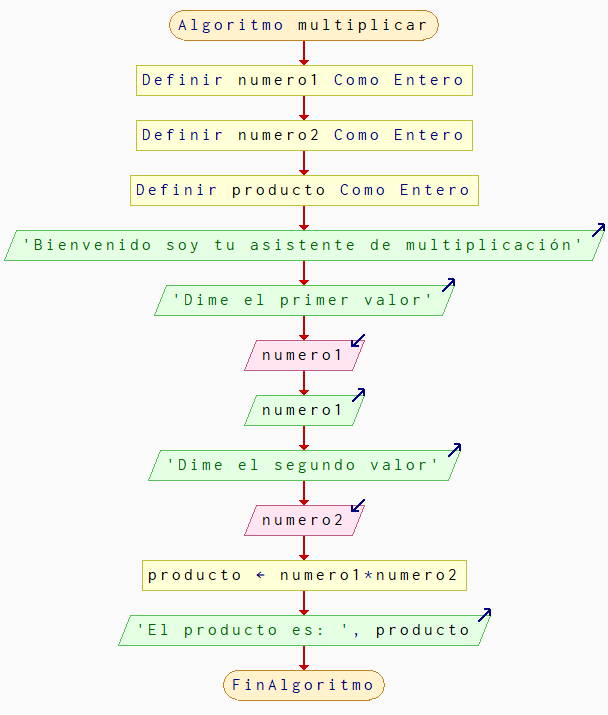 Algoritmo multiplicar
Definir numero1 Como Entero
Definir numero2 Como Entero
Definir producto Como Entero
'Bienvenido soy tu asistente de multiplicación'
'Dime el primer valor'
numero1
numero1
'Dime el segundo valor'
numero2
producto ← numero1*numero2
'El producto es: ', producto
FinAlgoritmo